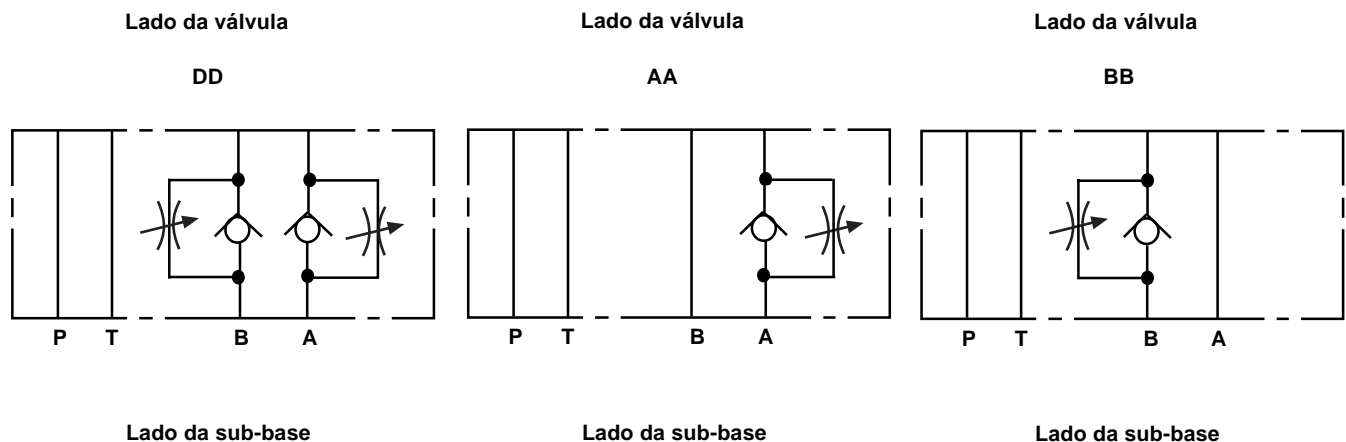 Lado da válvula Lado da válvula Lado da válvula
DD AA BB
P T B A P T B A P T B A
Lado da sub-base Lado da sub-base Lado da sub-base